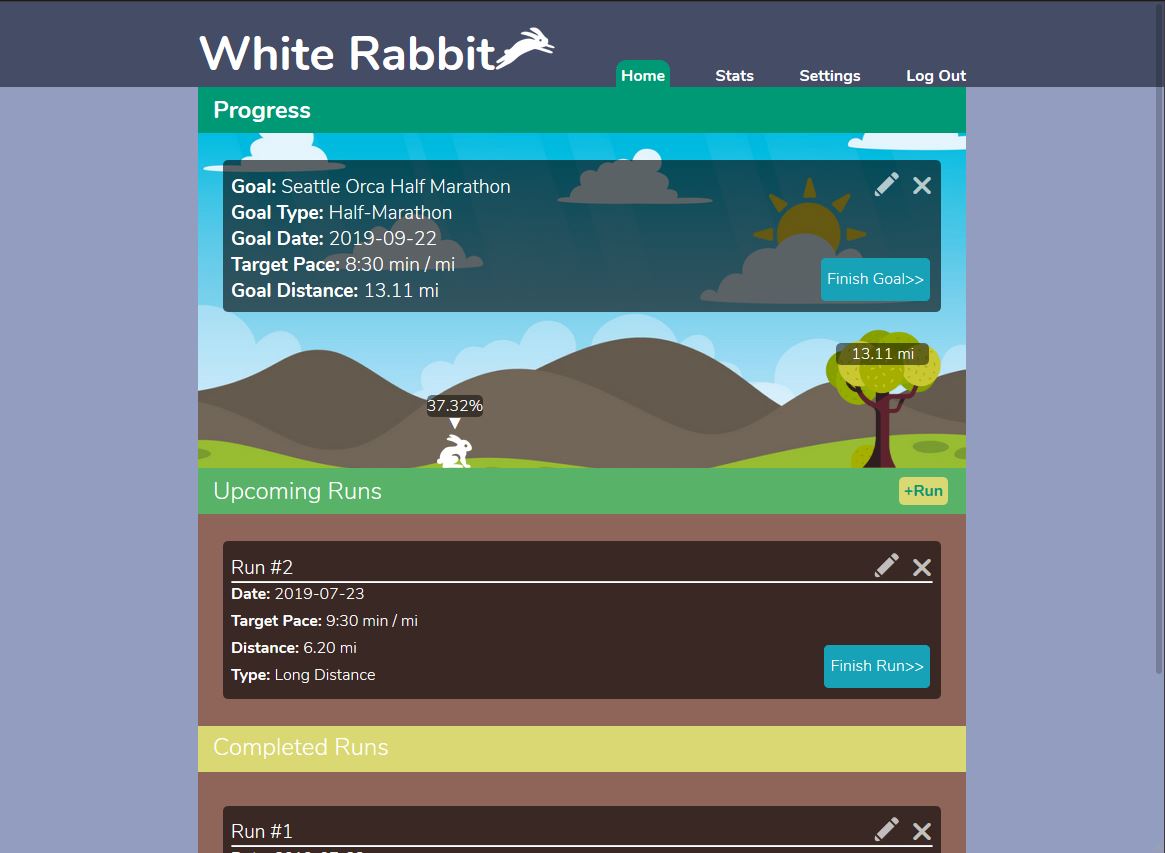 White Rabbit
Home Stats Settings Log Out
Progress
Goal: Seattle Orca Half Marathon
Goal Type: Half-Marathon
Goal Date: 2019-09-22
Target Pace: 8:30 min / mi
Goal Distance: 13.11 mi
Finish Goal>>
13.11 mi
37.32%
Upcoming Runs
+Run
Run #2
Date: 2019-07-23
Target Pace: 9:30 min / mi
Distance: 6.20 mi
Type: Long Distance
Finish Run>>
Completed Runs
Run #1